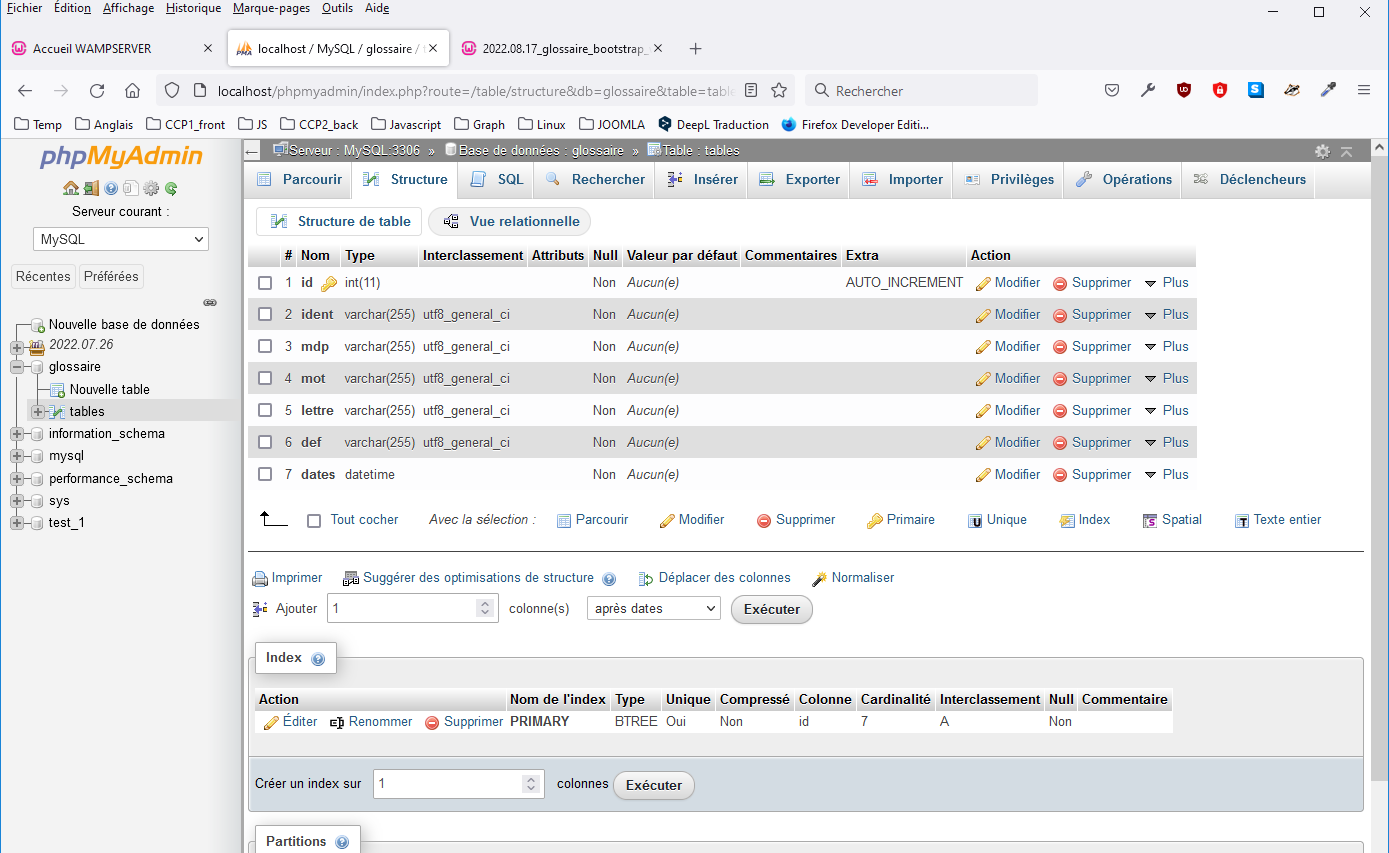 Fichier Édition Affichage Historique Marque-pages Outils Aide
Accueil WAMPSERVER
localhost / MySQL / glossaire / t
2022.08.17_glossaire_bootstrap_
localhost/phpmyadmin/index.php?route=/table/structure&db=glossaire&table=table
Rechercher
Temp Anglais CCP1_front JS CCP2_back Javascript Graph Linux JOOMLA DeepL Traduction Firefox Developer Editi...
phpMyAdmin
Serveur courant :
MySQL
Récentes Préférées
Nouvelle base de données
2022.07.26
glossaire
Nouvelle table
tables
information_schema
mysql
performance_schema
sys
test_1
Serveur : MySQL:3306 » Base de données : glossaire » Table : tables
Parcourir Structure SQL Rechercher Insérer Exporter Importer Privilèges Opérations Déclencheurs
Structure de table Vue relationnelle
# Nom Type Interclassement Attributs Null Valeur par défaut Commentaires Extra Action
1 id int(11) Non Aucun(e) AUTO_INCREMENT Modifier Supprimer Plus
2 ident varchar(255) utf8_general_ci Non Aucun(e) Modifier Supprimer Plus
3 mdp varchar(255) utf8_general_ci Non Aucun(e) Modifier Supprimer Plus
4 mot varchar(255) utf8_general_ci Non Aucun(e) Modifier Supprimer Plus
5 lettre varchar(255) utf8_general_ci Non Aucun(e) Modifier Supprimer Plus
6 def varchar(255) utf8_general_ci Non Aucun(e) Modifier Supprimer Plus
7 dates datetime Non Aucun(e) Modifier Supprimer Plus
Tout cocher Avec la sélection : Parcourir Modifier Supprimer Primaire Unique Index Spatial Texte entier
Imprimer Suggérer des optimisations de structure Déplacer des colonnes Normaliser
Ajouter 1 colonne(s) après dates Exécuter
Index
Action Nom de l'index Type Unique Compressé Colonne Cardinalité Interclassement Null Commentaire
Éditer Renommer Supprimer PRIMARY BTREE Oui Non id 7 A Non
Créer un index sur 1 colonnes Exécuter
Partitions